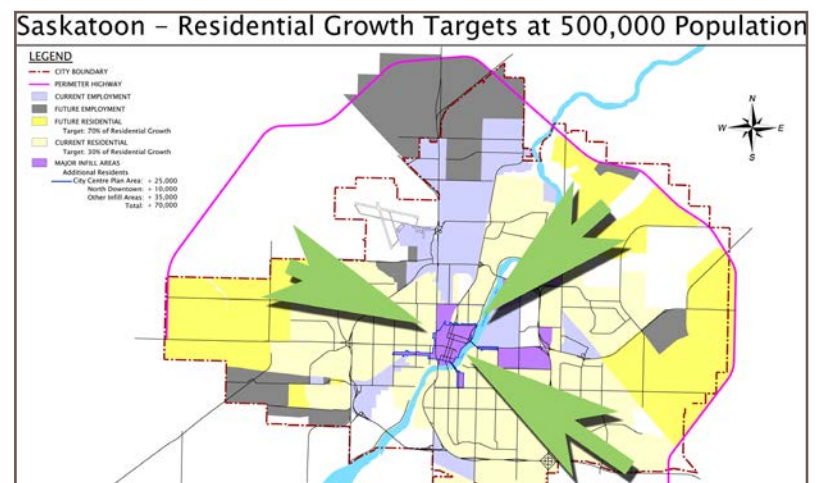 Saskatoon – Residential Growth Targets at 500,000 Population
LEGEND
CITY BOUNDARY
PERIMETER HIGHWAY
CURRENT EMPLOYMENT
FUTURE EMPLOYMENT
FUTURE RESIDENTIAL
Target: 70% of Residential Growth
CURRENT RESIDENTIAL
Target: 30% of Residential Growth
MAJOR INFILL AREAS
Additional Residents
City Centre Plan Area: + 25,000
North Downtown: + 10,000
Other Infill Areas: + 35,000
Total: + 70,000
N
W E
S